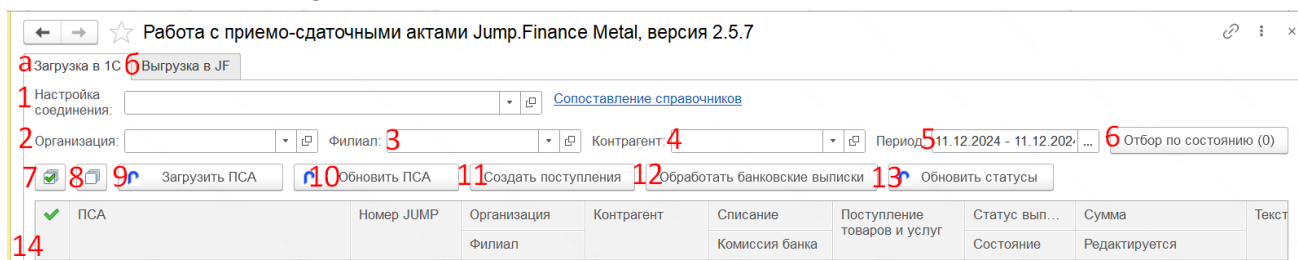 Работа с приемо-сдаточными актами Jump.Finance Metal, версия 2.5.7
а Загрузка в 1С б Выгрузка в JF
1 Настройка соединения: Сопоставление справочников
2 Организация: Филиал: 3 Контрагент: 4 Период: 5 11.12.2024 - 11.12.202 ... 6 Отбор по состоянию (0)
7 8 9 Загрузить ПСА 10 Обновить ПСА 11 Создать поступления 12 Обработать банковские выписки 13 Обновить статусы
ПСА Номер JUMP Организация Контрагент Списание Поступление товаров и услуг Статус вып... Сумма Текст
14 Филиал Комиссия банка Состояние Редактируется